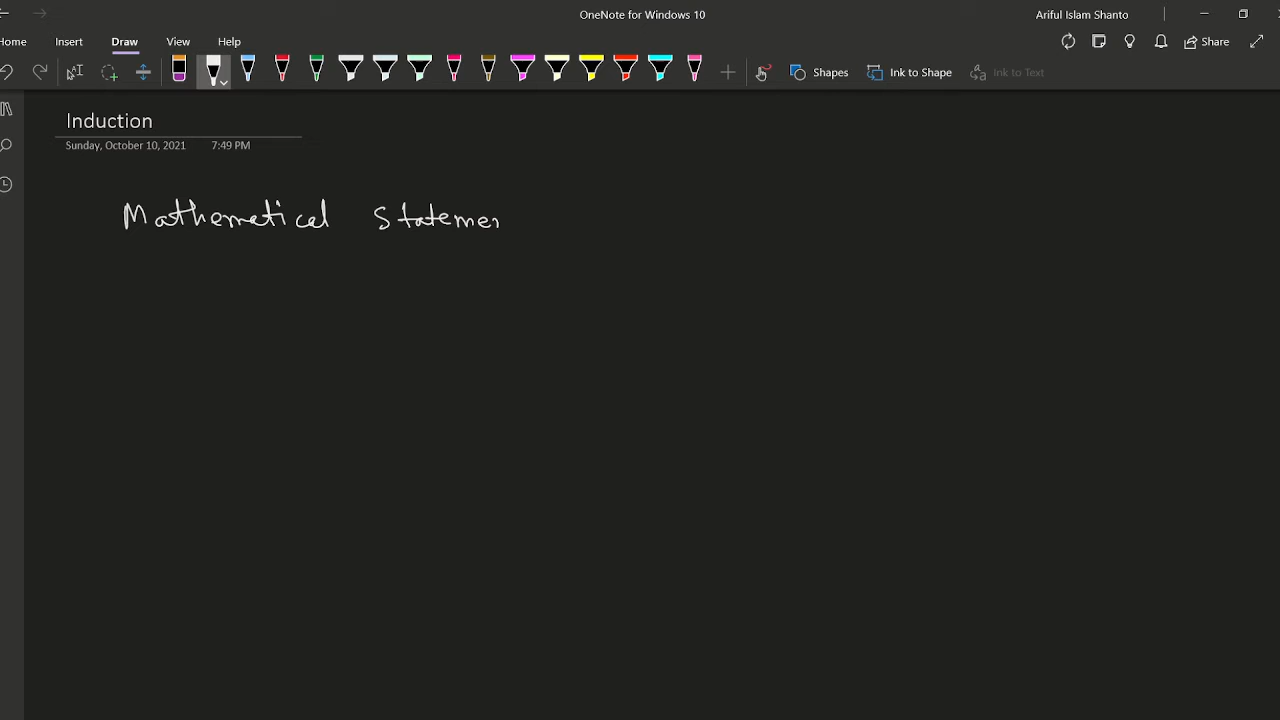 OneNote for Windows 10
Ariful Islam Shanto
Home Insert Draw View Help
Share
Shapes Ink to Shape Ink to Text
Induction
Sunday, October 10, 2021 7:49 PM
Mathematical Statemen